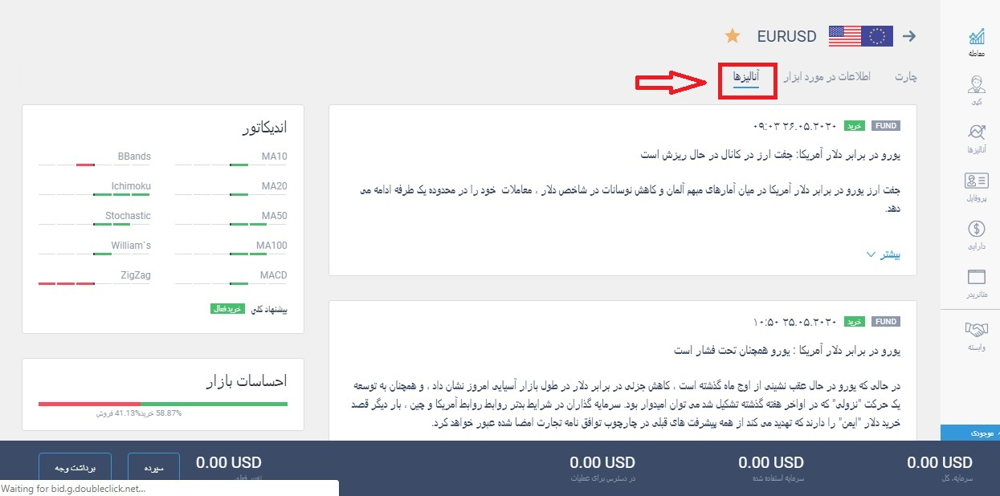 EURUSD
چارت
اطلاعات در مورد ابزار
آنالیزها
معامله
کپی
آنالیزها
پروفایل
دارایی
متاتریدر
وابسته
موجودی
FUND خرید ۲۶.۰۵.۲۰۲۰ ۰۹:۰۳
یورو در برابر دلار آمریکا: جفت ارز در کانال در حال ریزش است
جفت ارز یورو در برابر دلار آمریکا در میان آمارهای مبهم آلمان و کاهش نوسانات در شاخص دلار ، معاملات خود را در محدوده یک طرفه ادامه می
دهد.
بیشتر
FUND خرید ۲۵.۰۵.۲۰۲۰ ۱۰:۵۰
یورو در برابر دلار آمریکا : یورو همچنان تحت فشار است
در حالی که یورو در حال عقب نشینی از اوج ماه گذشته است ، کاهش جزئی در برابر دلار در طول بازار آسیایی امروز نشان داد ، و همچنان به توسعه
یک حرکت "نزولی" که در اواخر هفته گذشته تشکیل شد می توان امیدوار بود. سرمایه گذاران در شرایط بدتر روابط روابط آمریکا و چین ، بار دیگر قصد
خرید دلار "ایمن" را دارند که تهدید می کند از همه پیشرفت های قبلی در چارچوب توافق نامه تجارت امضا شده عبور خواهد کرد.
اندیکاتور
MA10
BBands
MA20
Ichimoku
MA50
Stochastic
MA100
William`s
MACD
ZigZag
پیشنهاد کلی خرید فعال
احساسات بازار
58.87% خرید 41.13% فروش
0.00 USD
سرمایه، کل
0.00 USD
سرمایه استفاده شده
0.00 USD
در دسترس برای عملیات
0.00 USD
تغییر فعلی
سپرده
برداشت وجه
Waiting for bid.g.doubleclick.net...